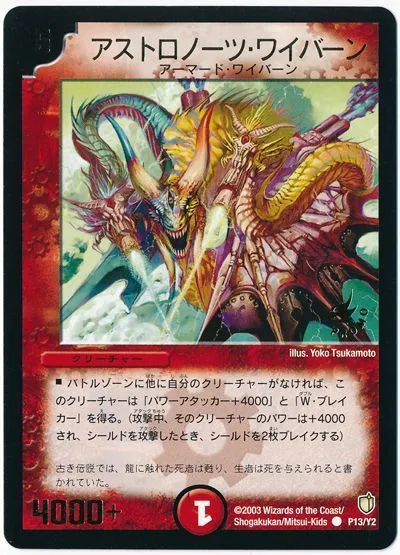 アストロノーツ・ワイバーン
アーマード・ワイバーン
illus. Yoko Tsukamoto
クリーチャー
■ バトルゾーンに他に自分のクリーチャーがなければ、こ
のクリーチャーは「パワーアタッカー+4000」と「W・ブレイ
カー」を得る。(攻撃中、そのクリーチャーのパワーは+4000
され、シールドを攻撃したとき、シールドを2枚ブレイクする)
古き伝説では、龍に触れた死者は甦り、生者は死を与えられると書
かれていた。
4000+
1
©2003 Wizards of the Coast/
Shogakukan/Mitsui-Kids ● P13/Y2